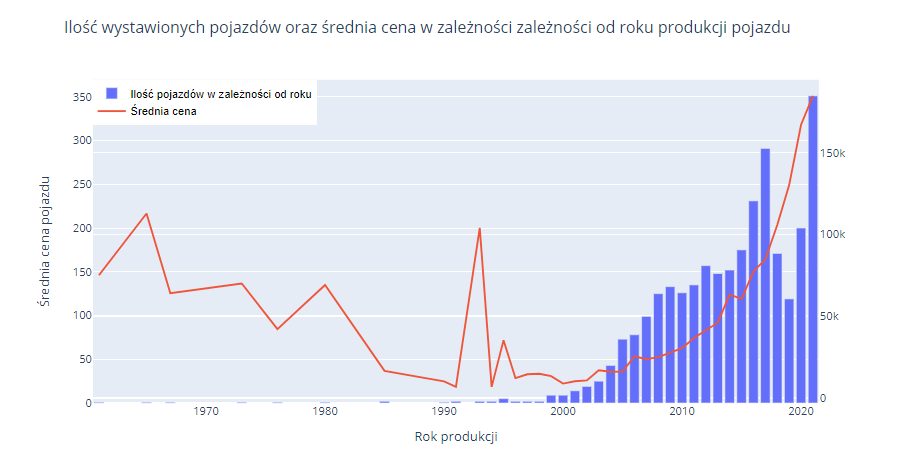 Ilość wystawionych pojazdów oraz średnia cena w zależności zależności od roku produkcji pojazdu
Ilość pojazdów w zależności od roku
Średnia cena
Średnia cena pojazdu
350
300
250
200
150
100
50
0
150k
100k
50k
0
1970
1980
1990
2000
2010
2020
Rok produkcji